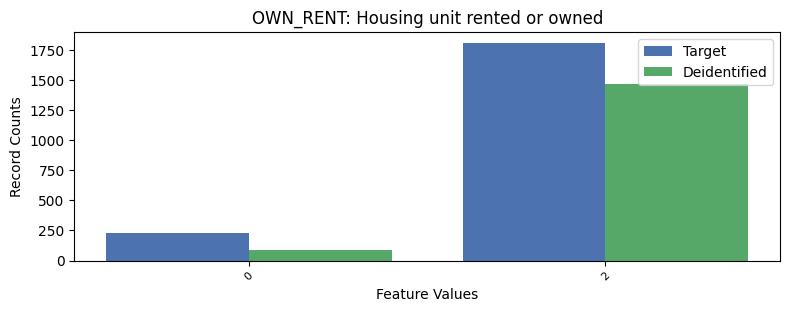 OWN_RENT: Housing unit rented or owned
Record Counts
1750
1500
1250
1000
750
500
250
0
Target
Deidentified
0
2
Feature Values